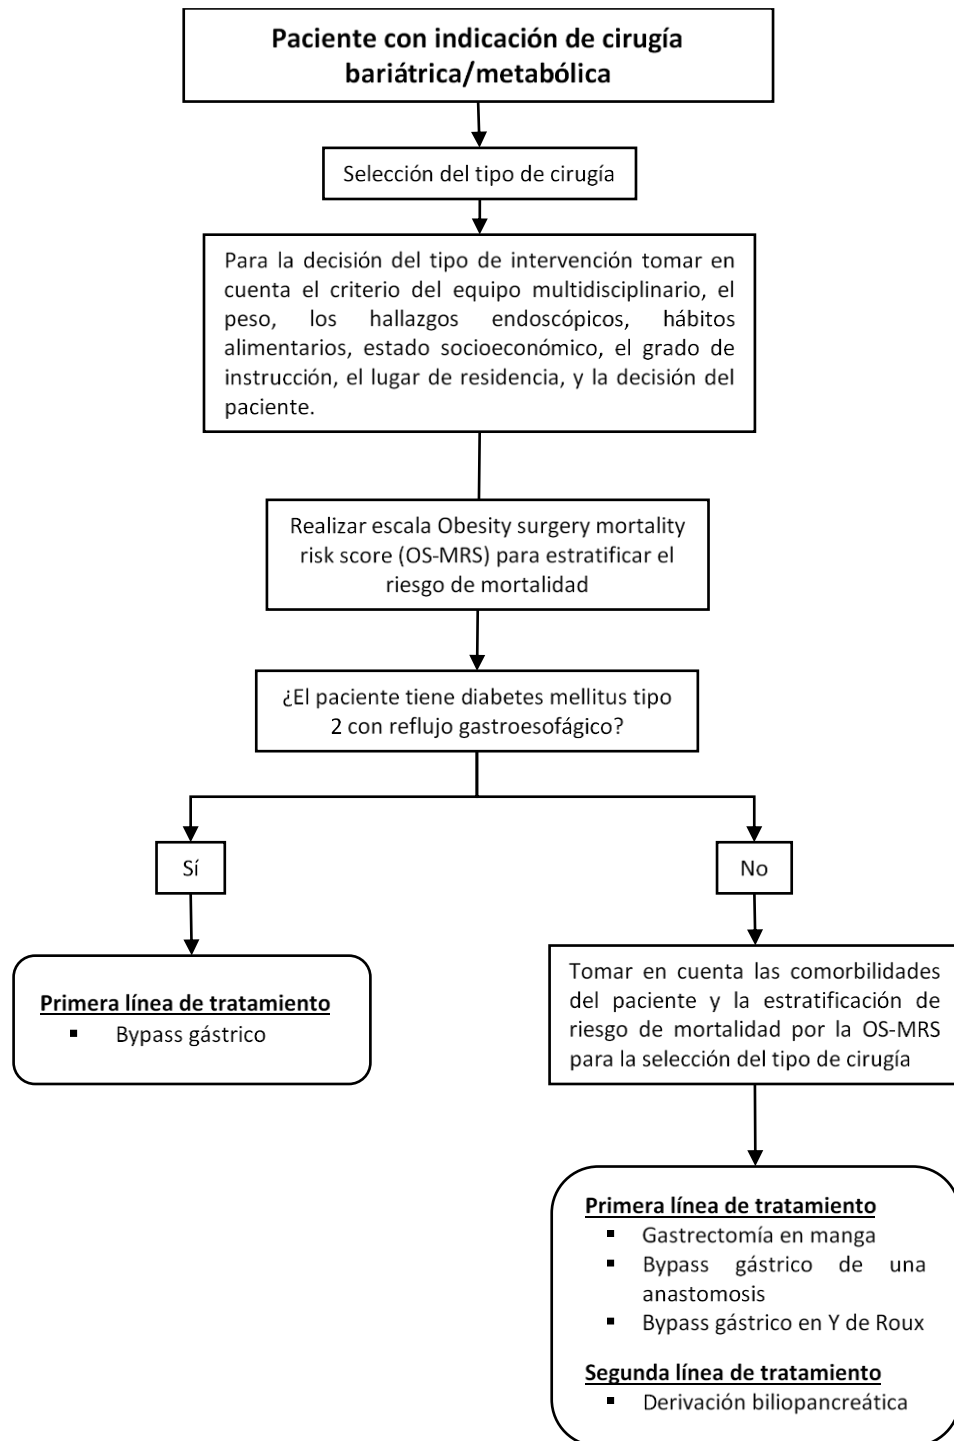 Paciente con indicación de cirugía
bariátrica/metabólica
Selección del tipo de cirugía
Para la decisión del tipo de intervención tomar en
cuenta el criterio del equipo multidisciplinario, el
peso, los hallazgos endoscópicos, hábitos
alimentarios, estado socioeconómico, el grado de
instrucción, el lugar de residencia, y la decisión del
paciente.
Realizar escala Obesity surgery mortality
risk score (OS-MRS) para estratificar el
riesgo de mortalidad
¿El paciente tiene diabetes mellitus tipo
2 con reflujo gastroesofágico?
Sí
No
Primera línea de tratamiento
▪ Bypass gástrico
Tomar en cuenta las comorbilidades
del paciente y la estratificación de
riesgo de mortalidad por la OS-MRS
para la selección del tipo de cirugía
Primera línea de tratamiento
▪ Gastrectomía en manga
▪ Bypass gástrico de una
anastomosis
▪ Bypass gástrico en Y de Roux
Segunda línea de tratamiento
▪ Derivación biliopancreática